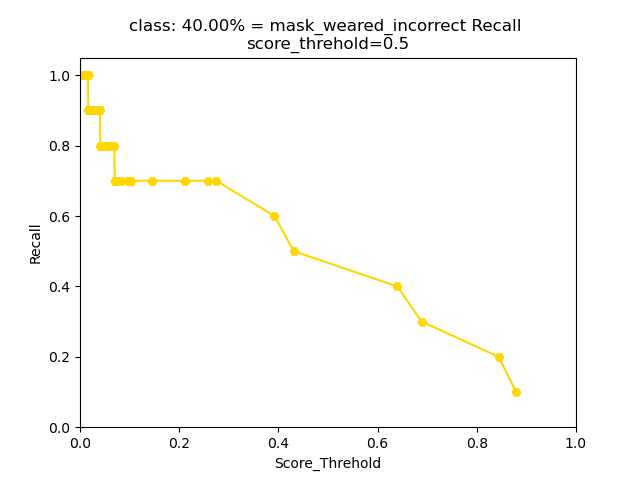 class: 40.00% = mask_weared_incorrect Recall
score_threhold=0.5
1.0
0.8
0.6
0.4
0.2
0.0
Recall
0.0 0.2 0.4 0.6 0.8 1.0
Score_Threhold